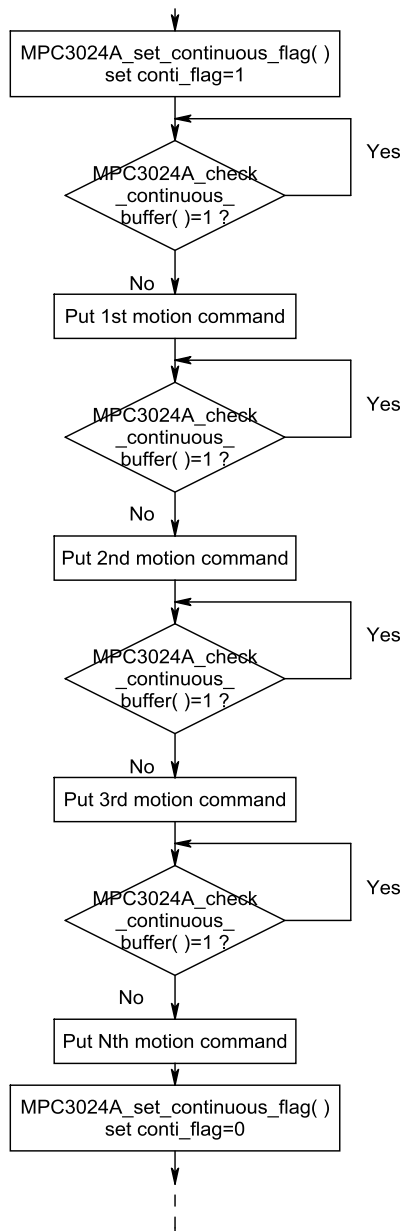 MPC3024A_set_continuous_flag( )
set conti_flag=1
Yes
MPC3024A_check
_continuous_
buffer( )=1 ?
No
Put 1st motion command
Yes
MPC3024A_check
_continuous_
buffer( )=1 ?
No
Put 2nd motion command
Yes
MPC3024A_check
_continuous_
buffer( )=1 ?
No
Put 3rd motion command
Yes
MPC3024A_check
_continuous_
buffer( )=1 ?
No
Put Nth motion command
MPC3024A_set_continuous_flag( )
set conti_flag=0